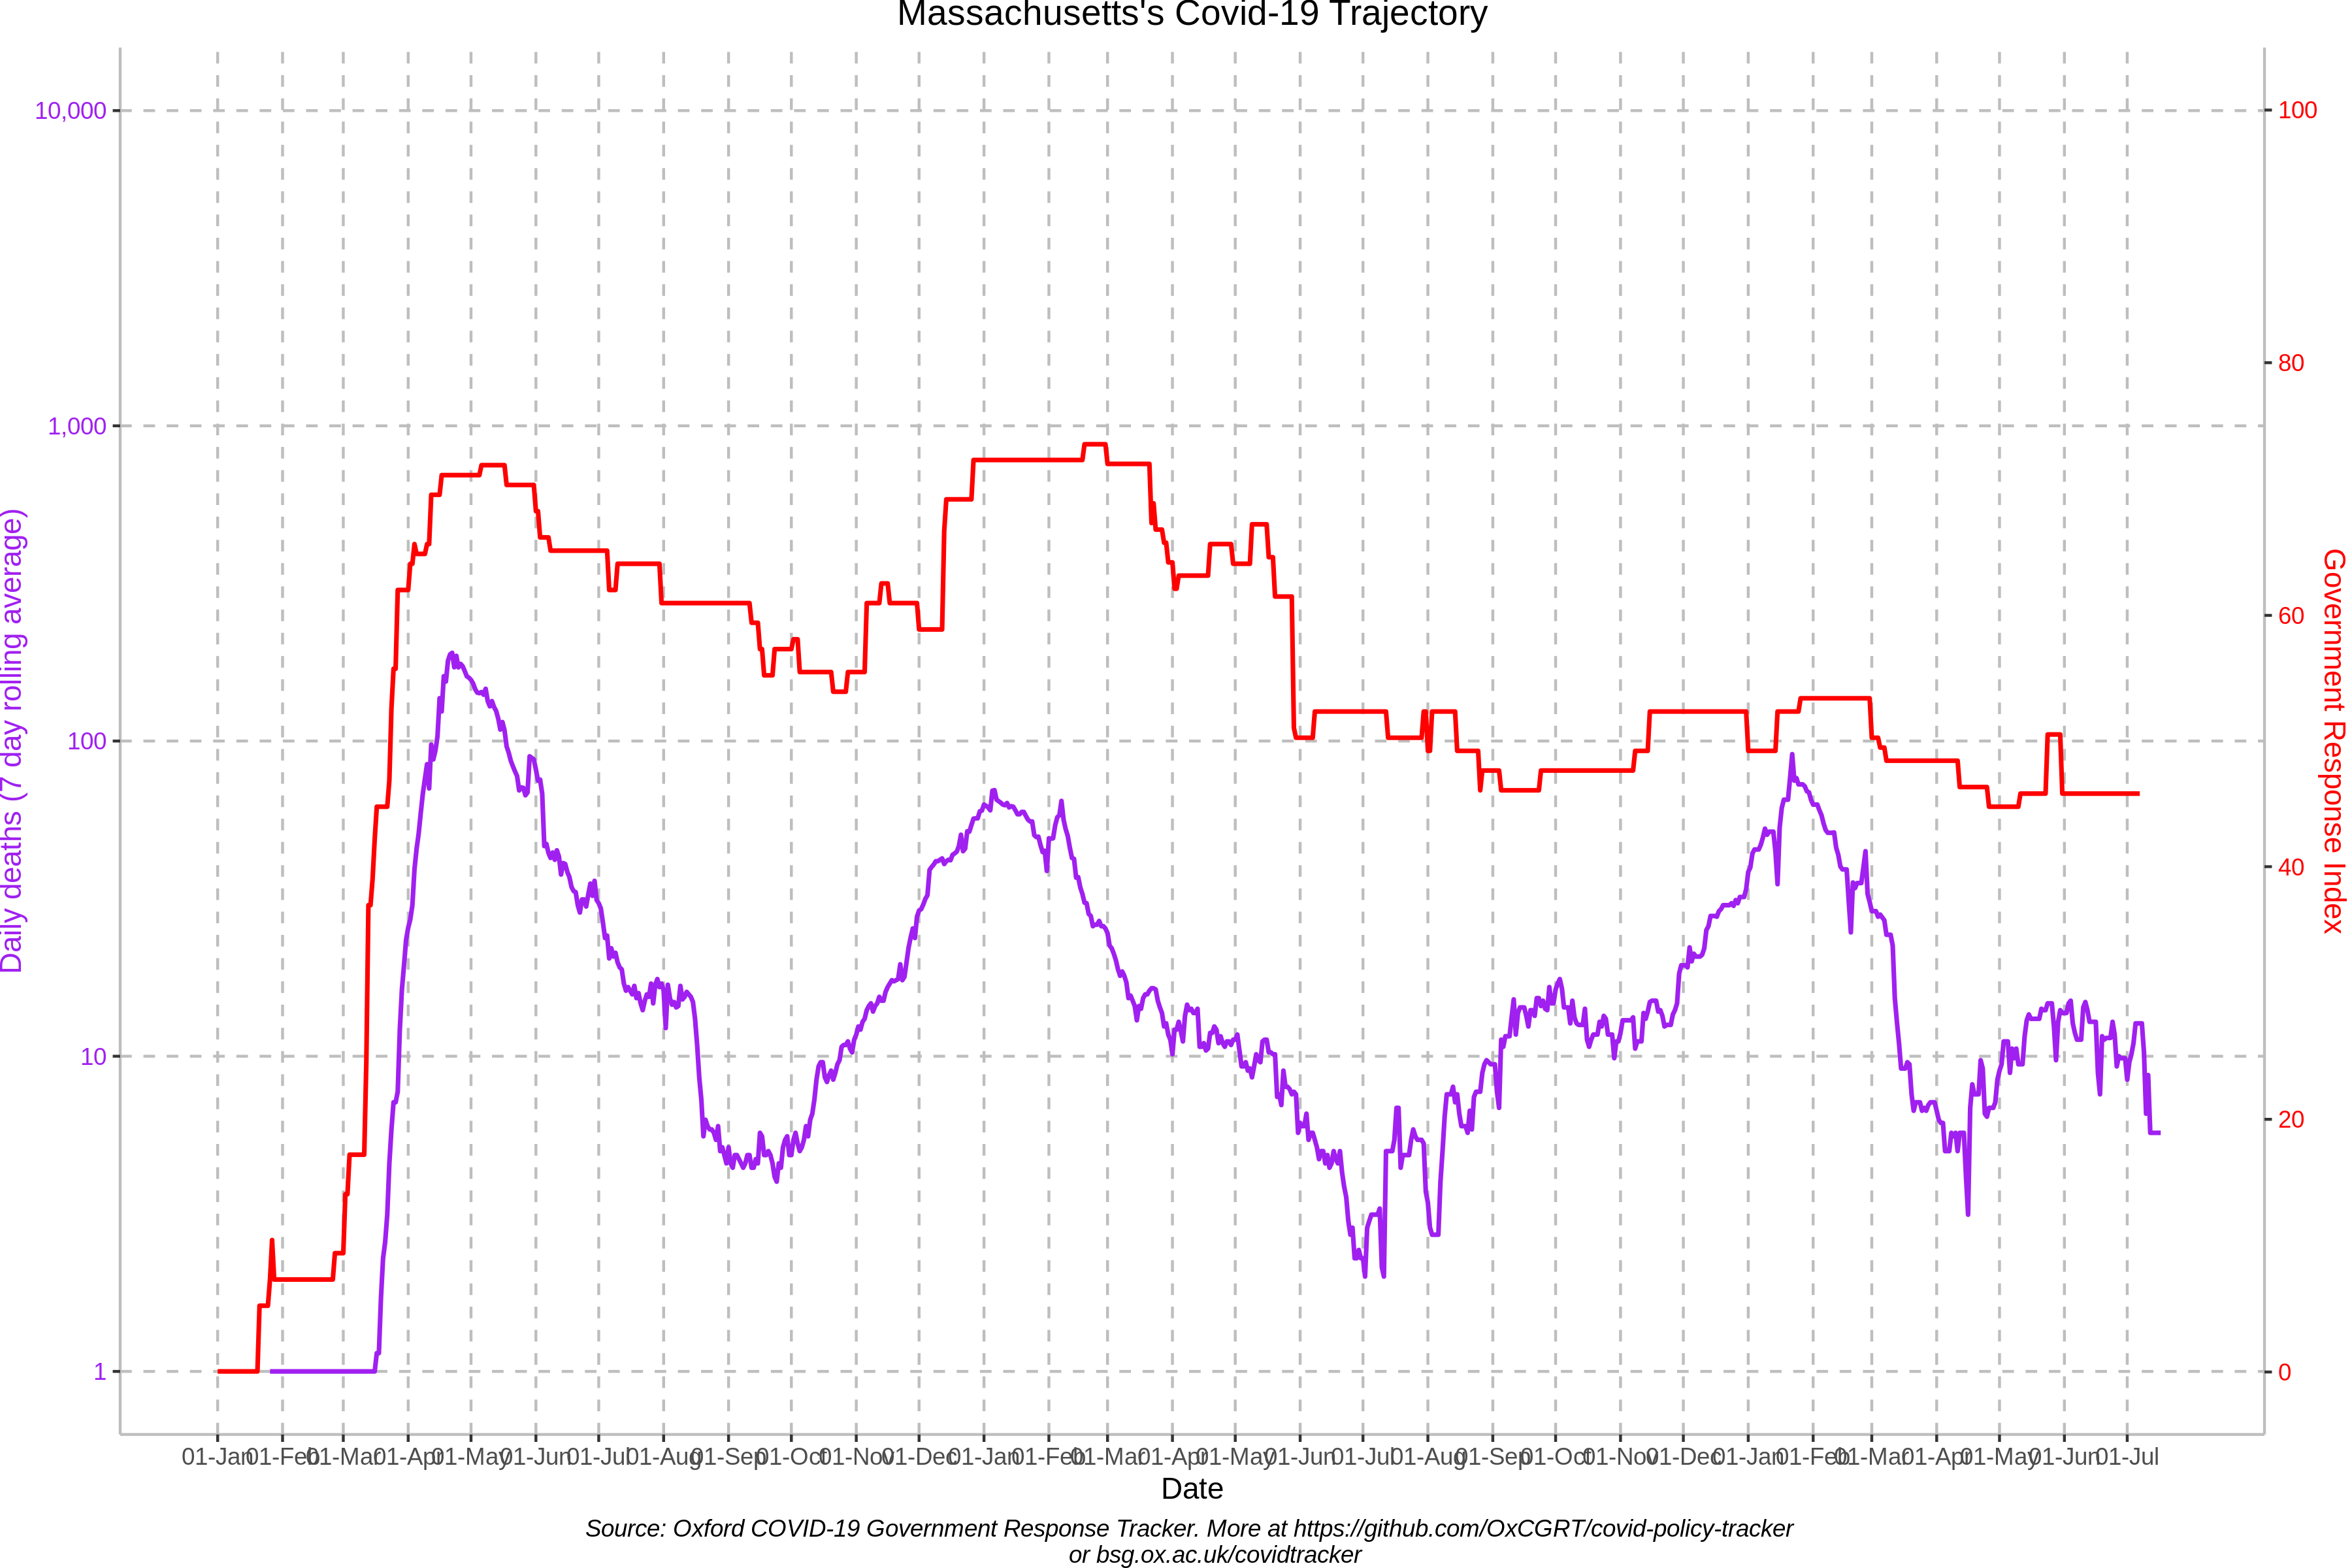 Massachusetts's Covid-19 Trajectory
10,000
1,000
100
10
1
Daily deaths (7 day rolling average)
100
80
60
40
20
0
Government Response Index
01-Jan 01-Feb 01-Mar 01-Apr 01-May 01-Jun 01-Jul 01-Aug 01-Sep 01-Oct 01-Nov 01-Dec 01-Jan 01-Feb 01-Mar 01-Apr 01-May 01-Jun 01-Jul 01-Aug 01-Sep 01-Oct 01-Nov 01-Dec 01-Jan 01-Feb 01-Mar 01-Apr 01-May 01-Jun 01-Jul
Date
Source: Oxford COVID-19 Government Response Tracker. More at https://github.com/OxCGRT/covid-policy-tracker
or bsg.ox.ac.uk/covidtracker